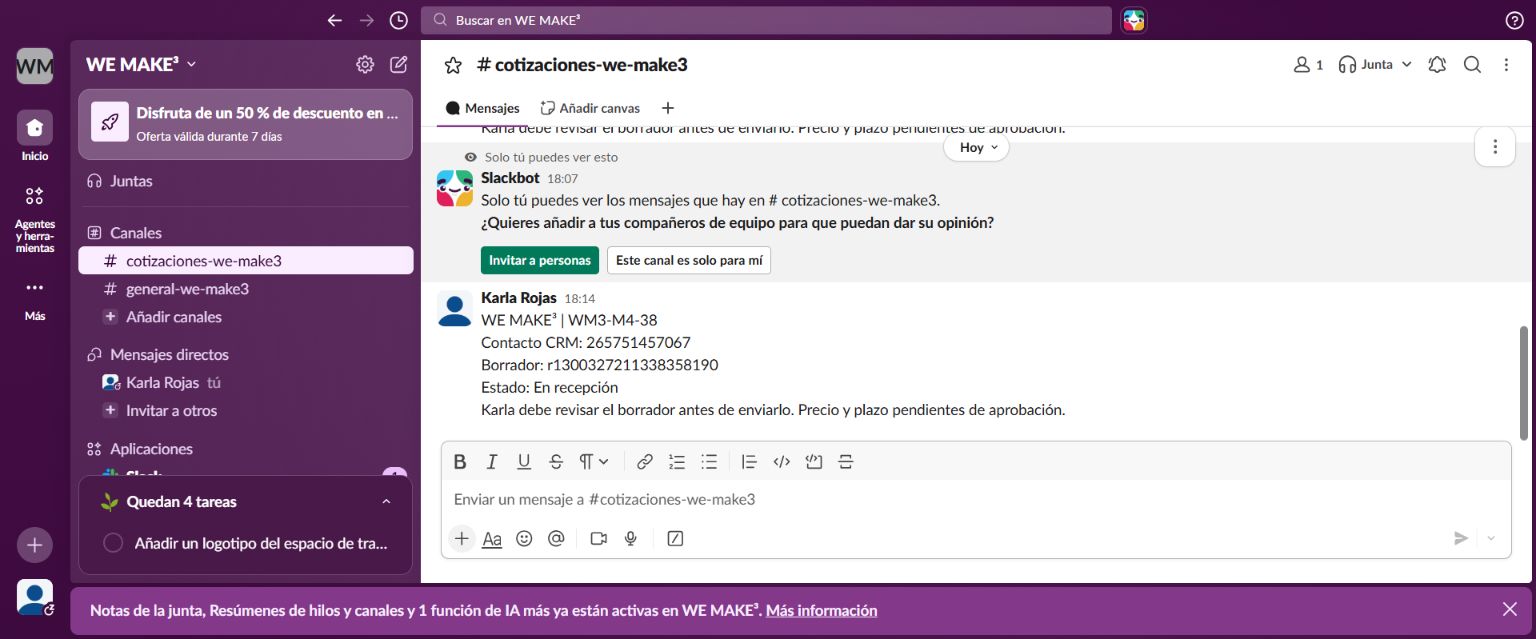 Buscar en WE MAKE³
WM
WE MAKE³
Disfruta de un 50 % de descuento en ...
Oferta válida durante 7 días
Inicio
Juntas
Agentes
y herra-
mientas
Canales
# cotizaciones-we-make3
# general-we-make3
+ Añadir canales
Más
Mensajes directos
Karla Rojas tú
+ Invitar a otros
Aplicaciones
Slack
1
Quedan 4 tareas
Añadir un logotipo del espacio de tra...
# cotizaciones-we-make3
1
Junta
Mensajes
Añadir canvas
Karla debe revisar el borrador antes de enviarlo. Precio y plazo pendientes de aprobación.
Hoy
Solo tú puedes ver esto
Slackbot 18:07
Solo tú puedes ver los mensajes que hay en # cotizaciones-we-make3.
¿Quieres añadir a tus compañeros de equipo para que puedan dar su opinión?
Invitar a personas
Este canal es solo para mí
Karla Rojas 18:14
WE MAKE³ | WM3-M4-38
Contacto CRM: 265751457067
Borrador: r1300327211338358190
Estado: En recepción
Karla debe revisar el borrador antes de enviarlo. Precio y plazo pendientes de aprobación.
Enviar un mensaje a #cotizaciones-we-make3
Aa
Notas de la junta, Resúmenes de hilos y canales y 1 función de IA más ya están activas en WE MAKE³. Más información